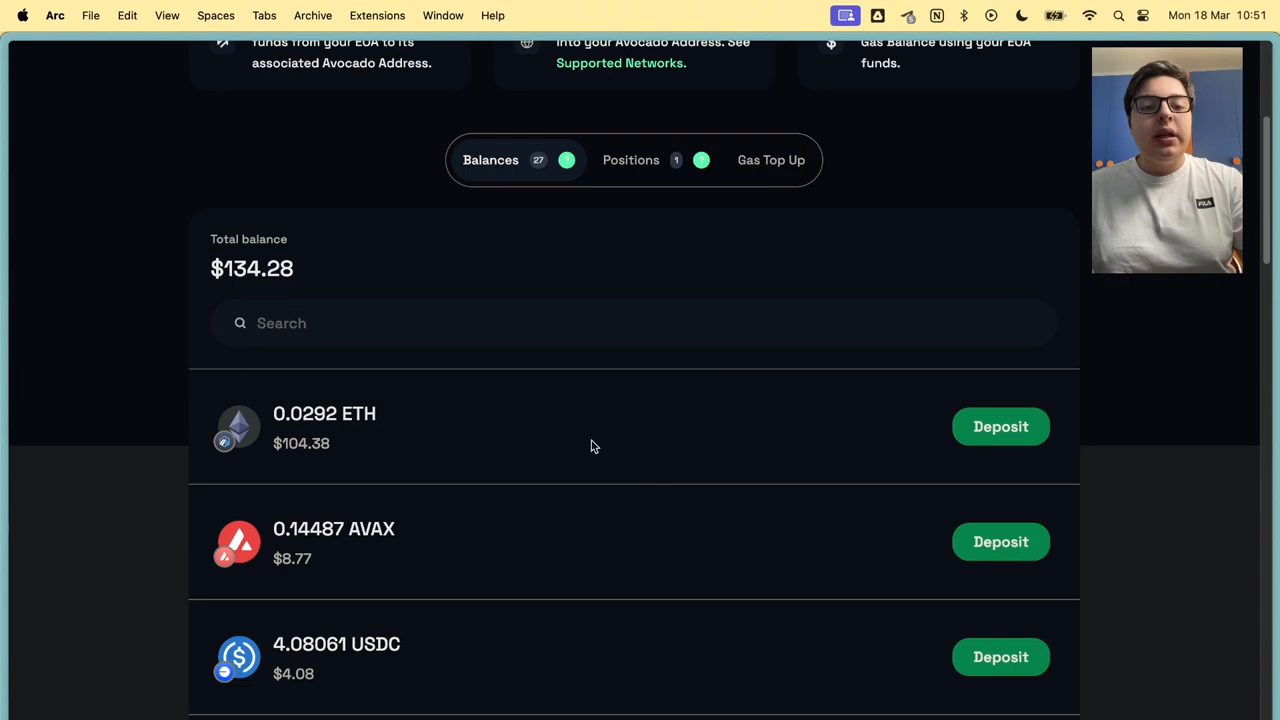 Arc File Edit View Spaces Tabs Archive Extensions Window Help Mon 18 Mar 10:51
funds from your EOA to its
associated Avocado Address.
into your Avocado Address. See
Supported Networks.
Gas Balance using your EOA
funds.
Balances 27 ? Positions 1 ? Gas Top Up
Total balance
$134.28
Search
0.0292 ETH
$104.38
Deposit
0.14487 AVAX
$8.77
Deposit
4.08061 USDC
$4.08
Deposit
FILA